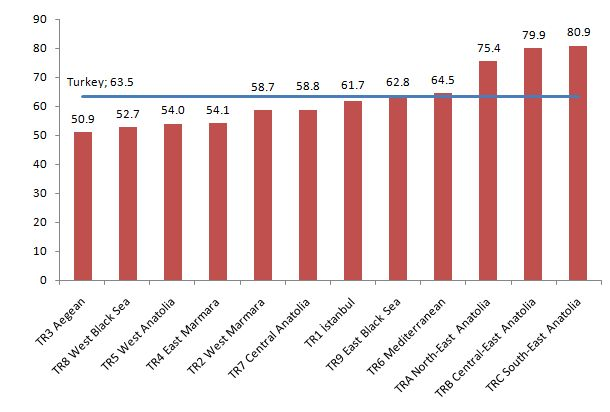 90
80
70
60
50
40
30
20
10
0
Turkey; 63.5
50.9
52.7
54.0
54.1
58.7
58.8
61.7
62.8
64.5
75.4
79.9
80.9
TR3 Aegean
TR8 West Black Sea
TR5 West Anatolia
TR4 East Marmara
TR2 West Marmara
TR7 Central Anatolia
TR1 İstanbul
TR9 East Black Sea
TR6 Mediterranean
TRA North-East Anatolia
TRB Central-East Anatolia
TRC South-East Anatolia